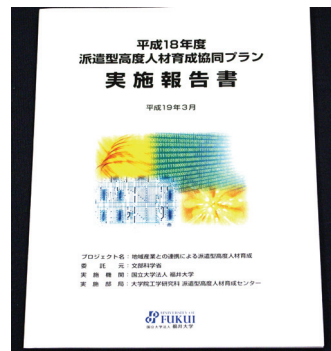 平成18年度
派遣型高度人材育成協同プラン
実施報告書
平成19年3月
プロジェクト名：地域産業との連携による派遣型高度人材育成
委託元：文部科学省
実施機関：国立大学法人 福井大学
実施部局：大学院工学研究科 派遣型高度人材育成センター
UNIVERSITY OF
FUKUI
国立大学法人 福井大学